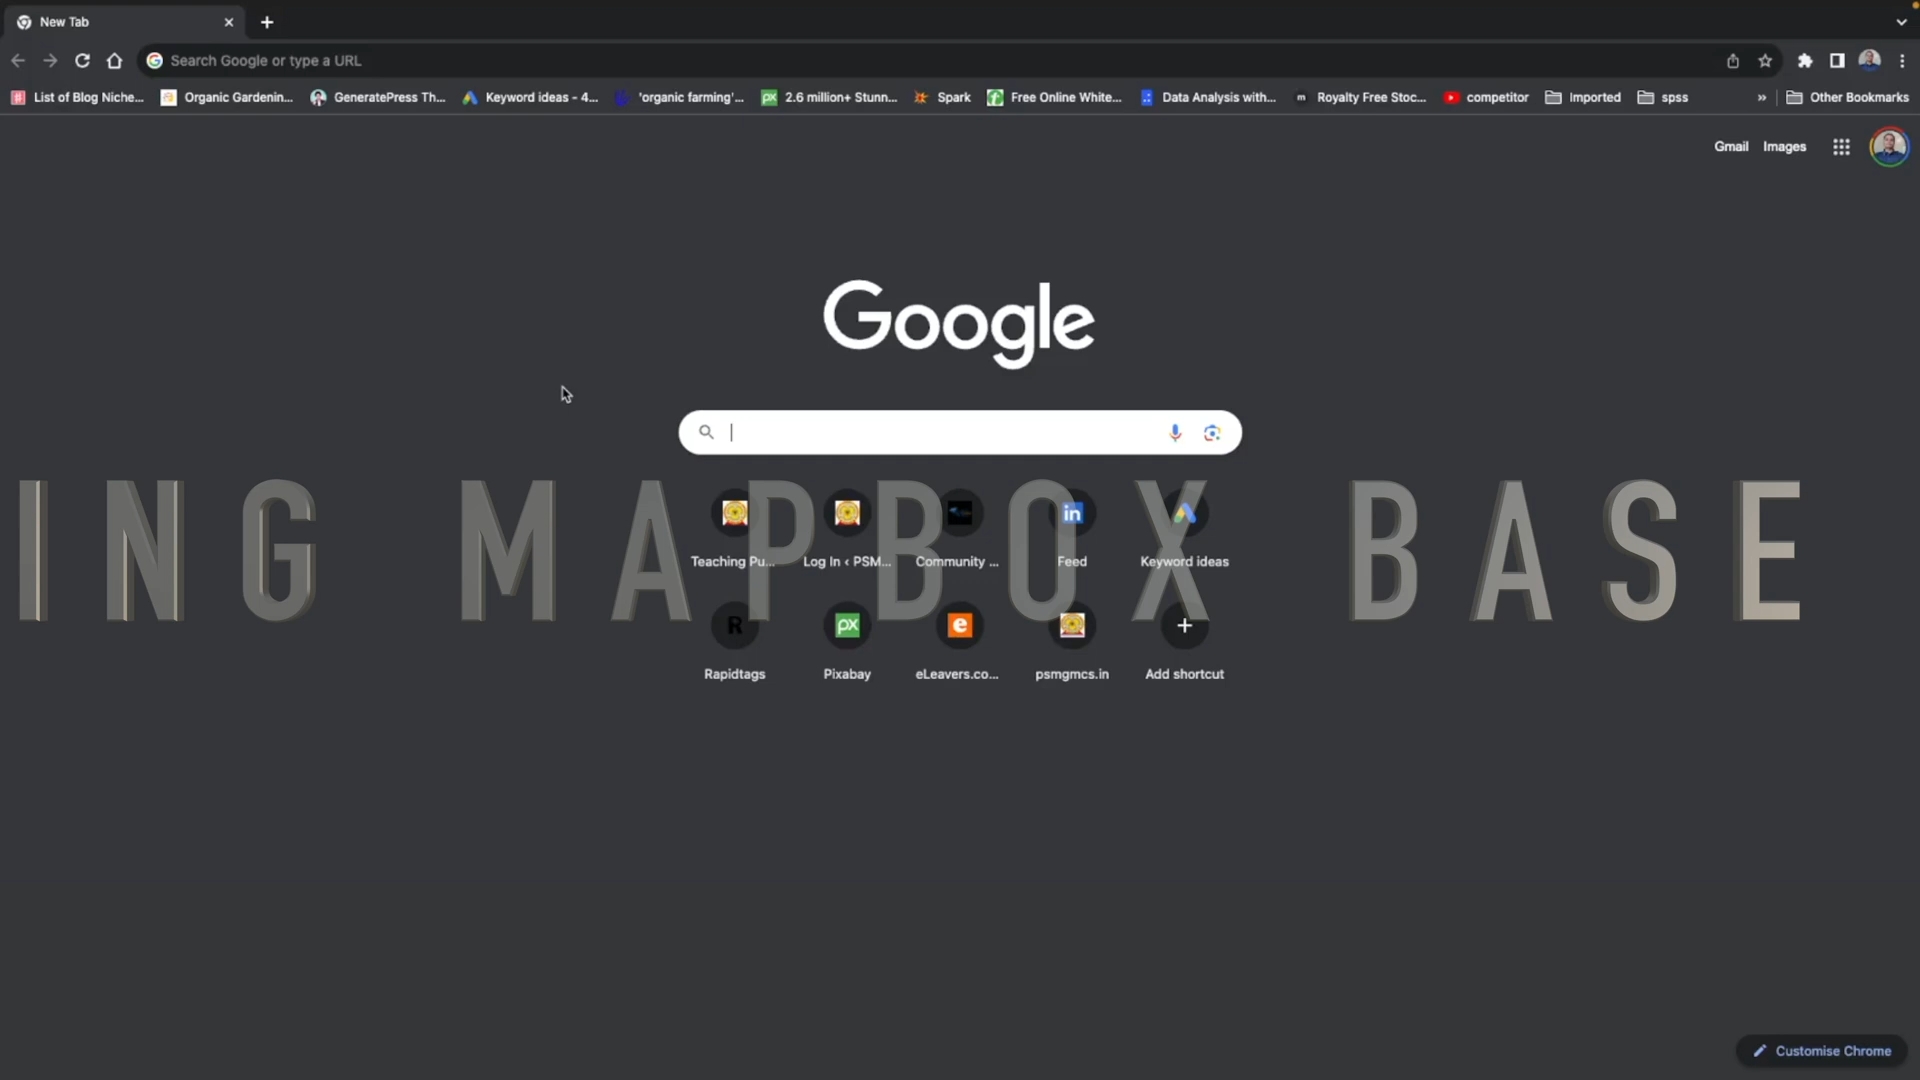 New Tab
Search Google or type a URL
List of Blog Niche... Organic Gardenin... GeneratePress Th... Keyword ideas - 4... 'organic farming'... 2.6 million+ Stunn... Spark Free Online White... Data Analysis with... Royalty Free Stoc... competitor Imported spss » Other Bookmarks
Gmail Images
Google
ING MAPBOX BASE
Teaching Pu... Log In ‹ PSM... Community ... Feed Keyword ideas
Rapidtags Pixabay eLeavers.co... psmgmcs.in Add shortcut
Customise Chrome